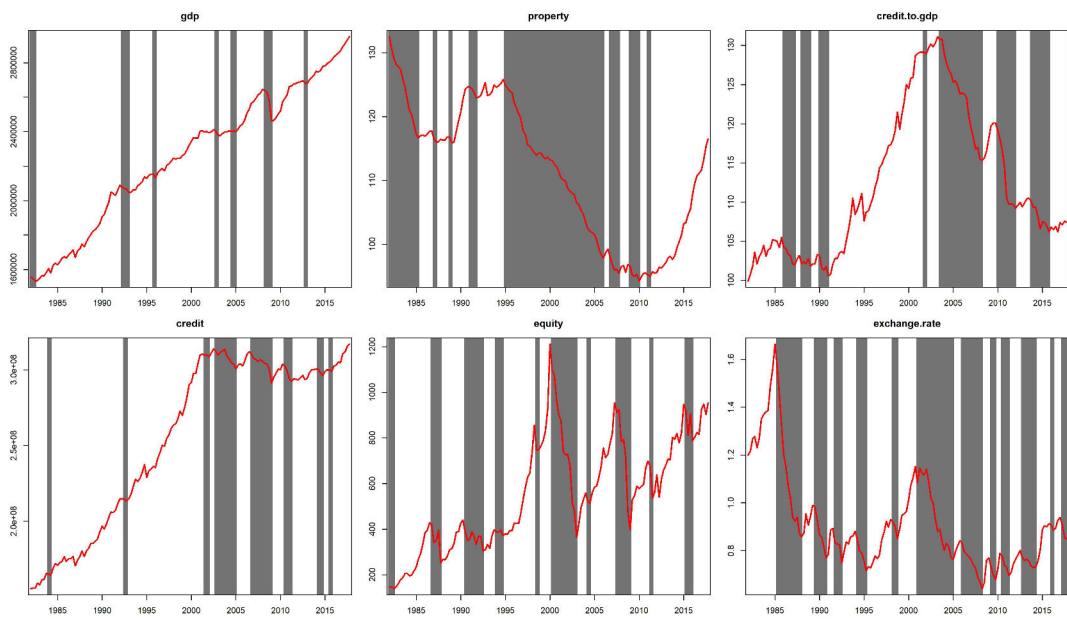 gdp
1600000 2000000 2400000 2800000
1985 1990 1995 2000 2005 2010 2015
property
100 110 120 130
1985 1990 1995 2000 2005 2010 2015
credit.to.gdp
100 105 110 115 120 125 130
1985 1990 1995 2000 2005 2010 2015
credit
2.0e+08 2.5e+08 3.0e+08
1985 1990 1995 2000 2005 2010 2015
equity
200 400 600 800 1000 1200
1985 1990 1995 2000 2005 2010 2015
exchange.rate
0.8 1.0 1.2 1.4 1.6
1985 1990 1995 2000 2005 2010 2015